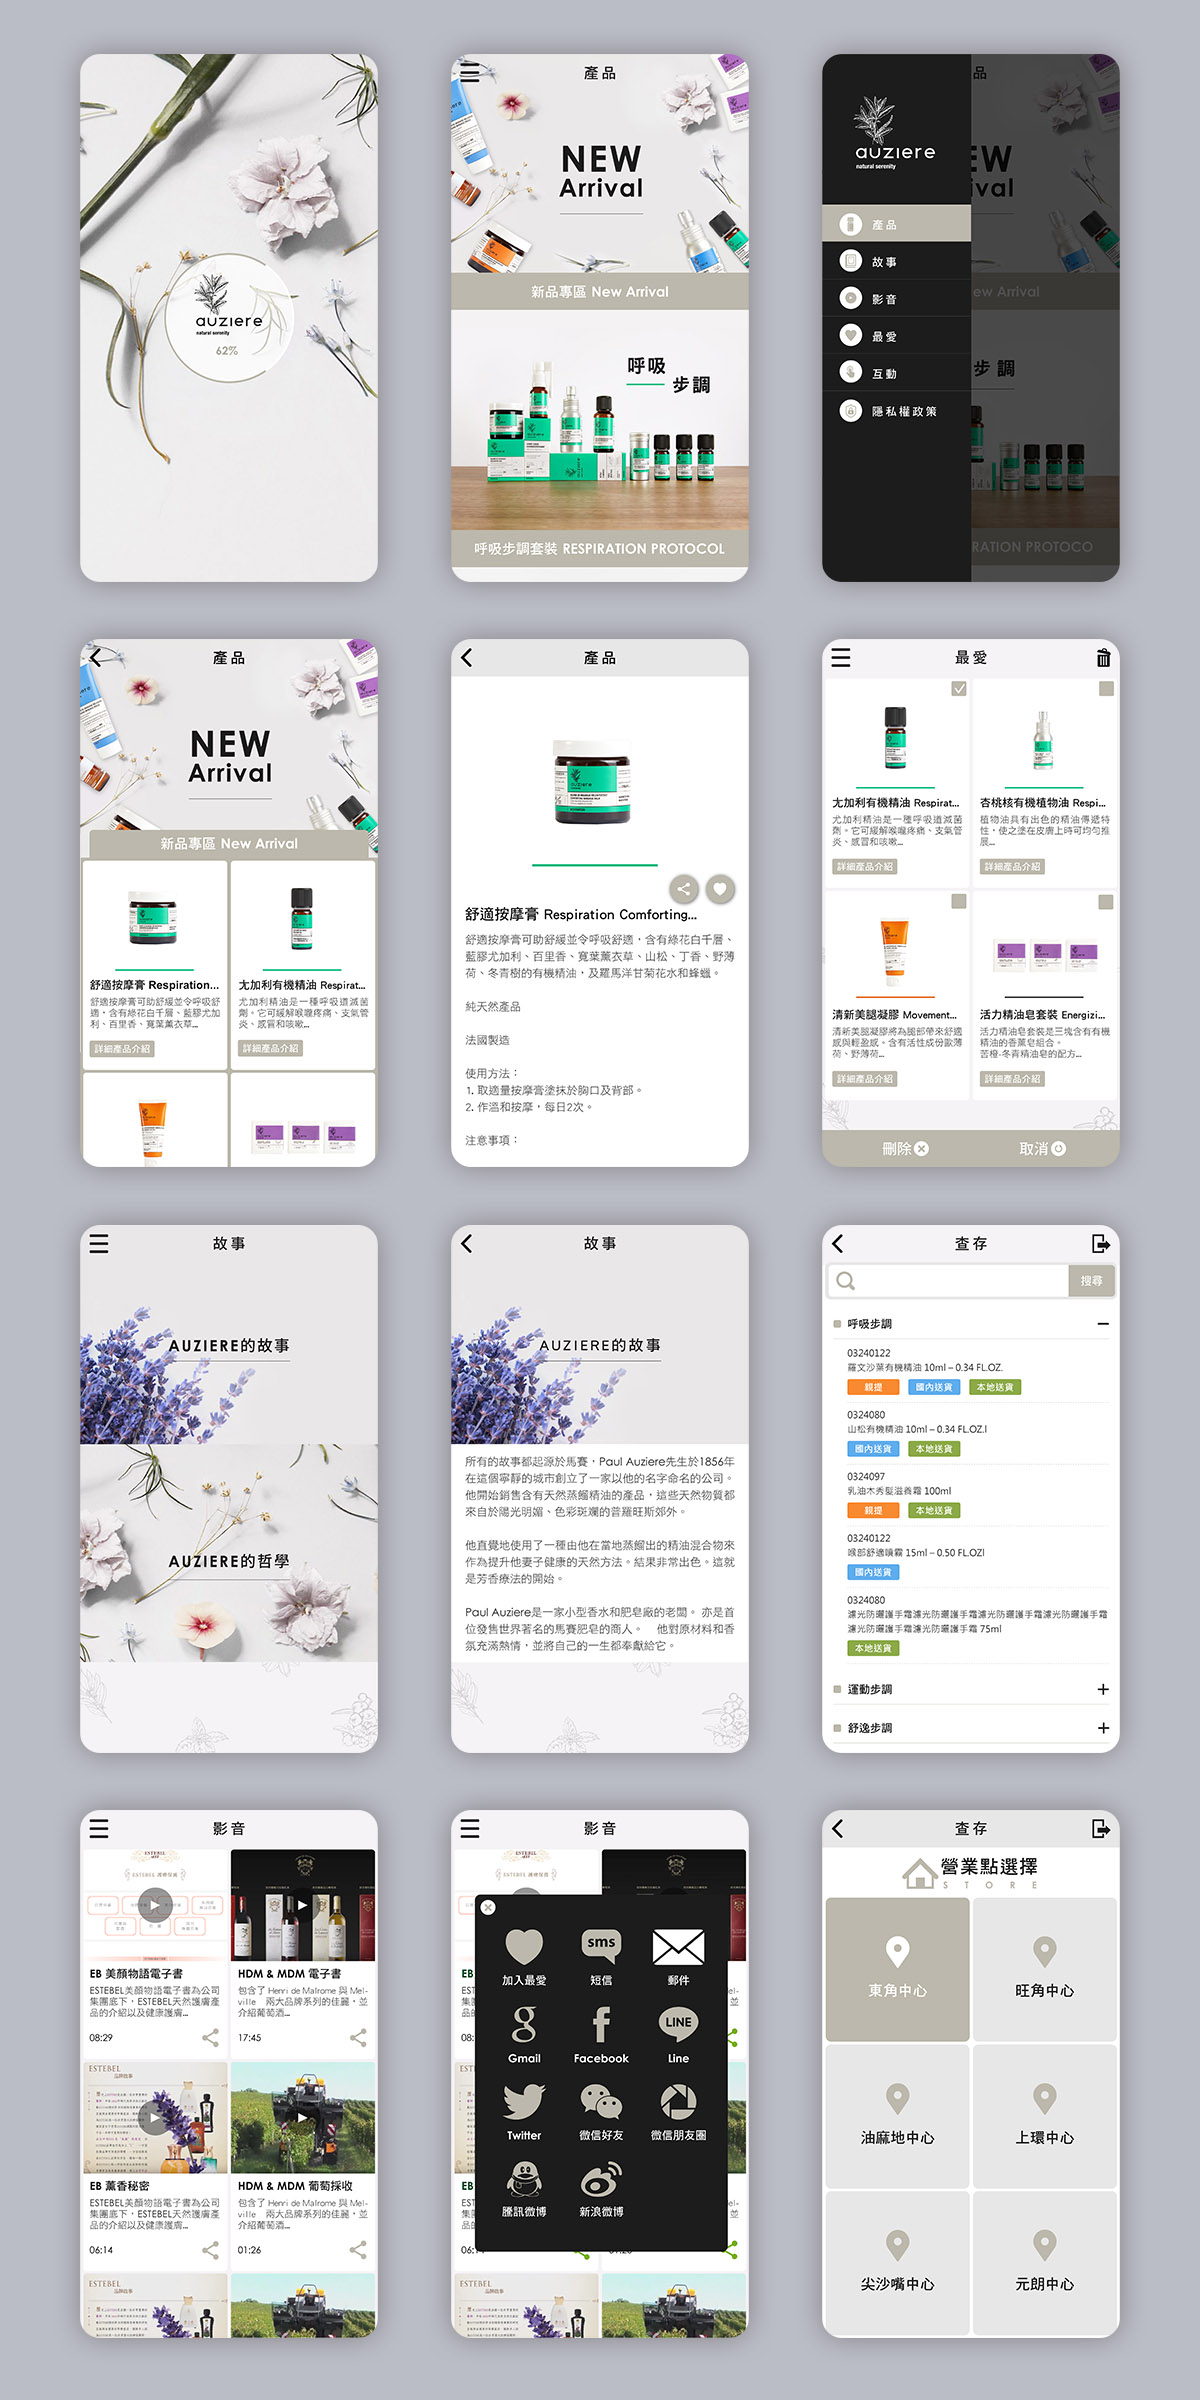 auziere
natural serenity
62%
產品
NEW
Arrival
新品專區 New Arrival
呼吸
步調
呼吸步調套裝 RESPIRATION PROTOCOL
auziere
natural serenity
產品
故事
影音
最愛
互動
隱私權政策
品
EW
ival
ew Arrival
步調
RATION PROTOCO
產品
NEW
Arrival
新品專區 New Arrival
舒適按摩膏 Respiration...
舒適按摩膏可助舒緩並令呼吸舒
適，含有綠花白千層、藍膠尤加
利、百里香、寬葉薰衣草...
詳細產品介紹
尤加利有機精油 Respirat...
尤加利精油是一種呼吸道滅菌
劑。它可緩解喉嚨疼痛、支氣管
炎、感冒和咳嗽...
詳細產品介紹
產品
auziere
舒適按摩膏 Respiration Comforting...
舒適按摩膏可助舒緩並令呼吸舒適，含有綠花白千層、
藍膠尤加利、百里香、寬葉薰衣草、山松、丁香、野薄
荷、冬青樹的有機精油，及羅馬洋甘菊花水和蜂蠟。
純天然產品
法國製造
使用方法：
1. 取適量按摩膏塗抹於胸口及背部。
2. 作溫和按摩，每日2次。
注意事項：
最愛
尤加利有機精油 Respirat...
尤加利精油是一種呼吸道滅菌
劑。它可緩解喉嚨疼痛、支氣管
炎、感冒和咳嗽...
詳細產品介紹
杏桃核有機植物油 Respi...
植物油具有出色的精油傳遞特
性，使之塗在皮膚上時可均勻推
展...
詳細產品介紹
清新美腿凝膠 Movement...
清新美腿凝膠將為腿部帶來舒適
感與輕盈感。含有活性成份歐薄
荷、野薄荷...
詳細產品介紹
活力精油皂套裝 Energizi...
活力精油皂套裝是三塊含有有機
精油的香薰皂組合。
苦橙-冬青精油皂的配方...
詳細產品介紹
刪除
取消
故事
AUZIERE的故事
AUZIERE的哲學
故事
AUZIERE的故事
所有的故事都起源於馬賽，Paul Auziere先生於1856年
在這個寧靜的城市創立了一家以他的名字命名的公司。
他開始銷售含有天然蒸餾精油的產品，這些天然物質都
來自於陽光明媚、色彩斑斕的普羅旺斯郊外。
他直覺地使用了一種由他在當地蒸餾出的精油混合物來
作為提升他妻子健康的天然方法。結果非常出色。這就
是芳香療法的開始。
Paul Auziere是一家小型香水和肥皂廠的老闆。 亦是首
位發售世界著名的馬賽肥皂的商人。 他對原材料和香
氛充滿熱情，並將自己的一生都奉獻給它。
查存
搜尋
呼吸步調
03240122
羅文沙葉有機精油 10ml – 0.34 FL.OZ.
親提
國內送貨
本地送貨
0324080
山松有機精油 10ml – 0.34 FL.OZ.l
國內送貨
本地送貨
0324097
乳油木秀髮滋養霜 100ml
親提
本地送貨
03240122
喉部舒適噴霧 15ml – 0.50 FL.OZl
國內送貨
0324080
濾光防曬護手霜濾光防曬護手霜濾光防曬護手霜濾光防曬護手霜
濾光防曬護手霜濾光防曬護手霜 75ml
本地送貨
運動步調
舒逸步調
影音
ESTEBEL
EB 美顏物語電子書
ESTEBEL美顏物語電子書為公司
集團底下，ESTEBEL天然護膚產
品的介紹以及健康護膚...
08:29
HDM & MDM 電子書
包含了 Henri de Malrome 與 Mel-
ville 兩大品牌系列的佳麗，並
介紹葡萄酒...
17:45
ESTEBEL
品牌故事
EB 薰香秘密
ESTEBEL美顏物語電子書為公司
集團底下，ESTEBEL天然護膚產
品的介紹以及健康護膚...
06:14
HDM & MDM 葡萄採收
包含了 Henri de Malrome 與 Mel-
ville 兩大品牌系列的佳麗，並
介紹葡萄酒...
01:26
ESTEBEL
品牌故事
影音
加入最愛
sms
短信
郵件
Gmail
Facebook
LINE
Line
Twitter
微信好友
微信朋友圈
騰訊微博
新浪微博
ESTEBEL
品牌故事
查存
營業點選擇
STORE
東角中心
旺角中心
油麻地中心
上環中心
尖沙嘴中心
元朗中心